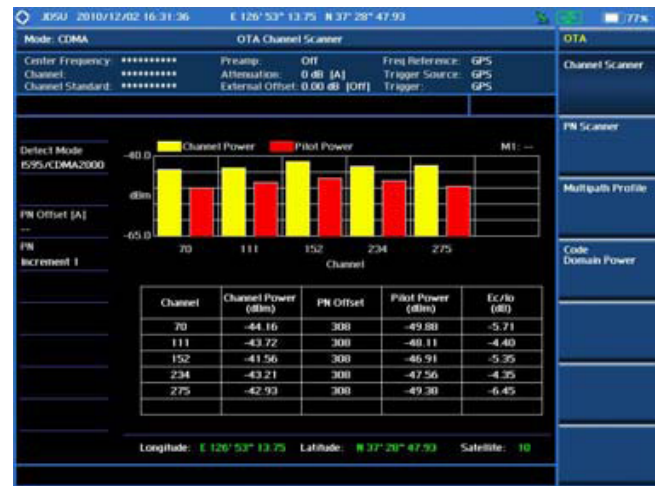 JDSU 2010/12/02 16:31:36 E 126° 53" 13.75 N 37° 28" 47.93 77%
Mode: CDMA OTA Channel Scanner OTA
Center Frequency: ********** Preamp: Off Freq Reference: GPS
Channel: ********** Attenuation: 0 dB [A] Trigger Source: GPS
Channel Standard: ********** External Offset: 0.00 dB [Off] Trigger: GPS
Channel Scanner
PN Scanner
Multipath Profile
Code
Domain Power
Detect Mode
IS95/CDMA2000
PN Offset [A]
--
PN
Increment 1
Channel Power Pilot Power M1: --
-40.0
dBm
-65.0
70 111 152 234 275
Channel
Channel Channel Power (dBm) PN Offset Pilot Power (dBm) Ec/Io (dB)
70 -44.16 308 -49.88 -5.71
111 -43.72 308 -48.11 -4.40
152 -41.56 308 -46.91 -5.35
234 -43.21 308 -47.56 -4.35
275 -42.93 308 -49.38 -6.45
Longitude: E 126° 53" 13.75 Latitude: N 37° 28" 47.93 Satellite: 10